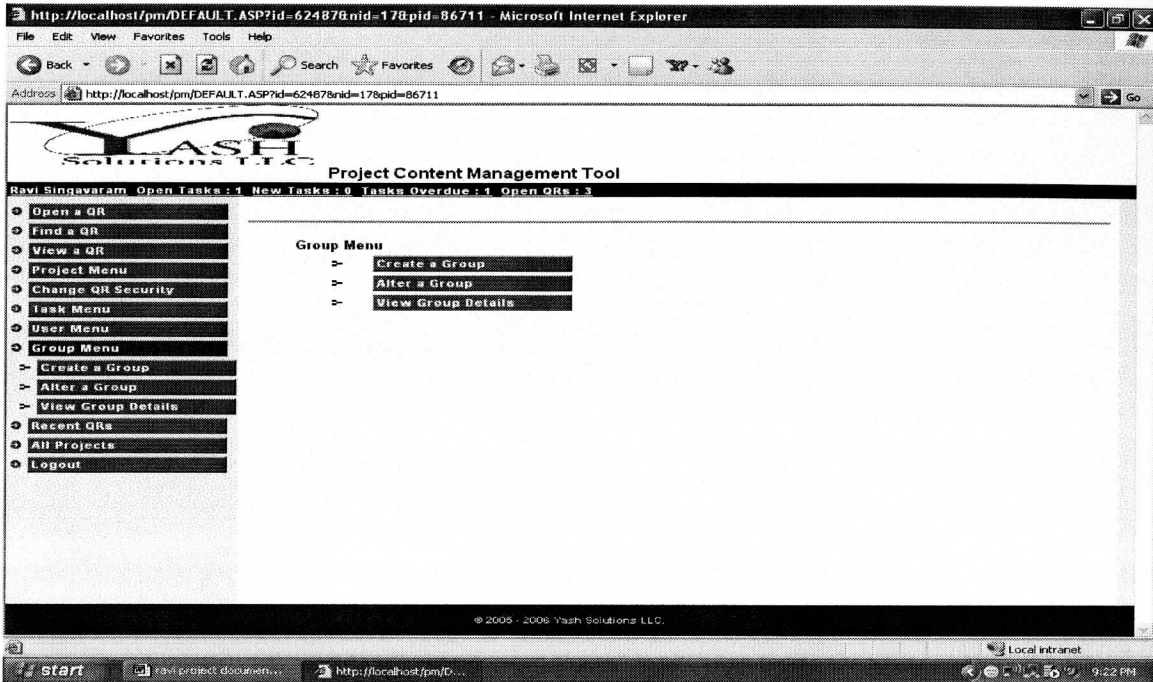 http://localhost/pm/DEFAULT.ASP?id=62487&nid=17&pid=86711 - Microsoft Internet Explorer
File Edit View Favorites Tools Help
Back Search Favorites
Address http://localhost/pm/DEFAULT.ASP?id=62487&nid=17&pid=86711 Go
YASH
Solutions LLC
Project Content Management Tool
Ravi Singavaram Open Tasks : 1 New Tasks : 0 Tasks Overdue : 1 Open QRs : 3
Open a QR
Find a QR
View a QR
Project Menu
Change QR Security
Task Menu
User Menu
Group Menu
Create a Group
Alter a Group
View Group Details
Recent QRs
All Projects
Logout
Group Menu
Create a Group
Alter a Group
View Group Details
© 2005 - 2006 Yash Solutions LLC.
Local intranet
start ravi project documen... http://localhost/pm/D... 9:22 PM